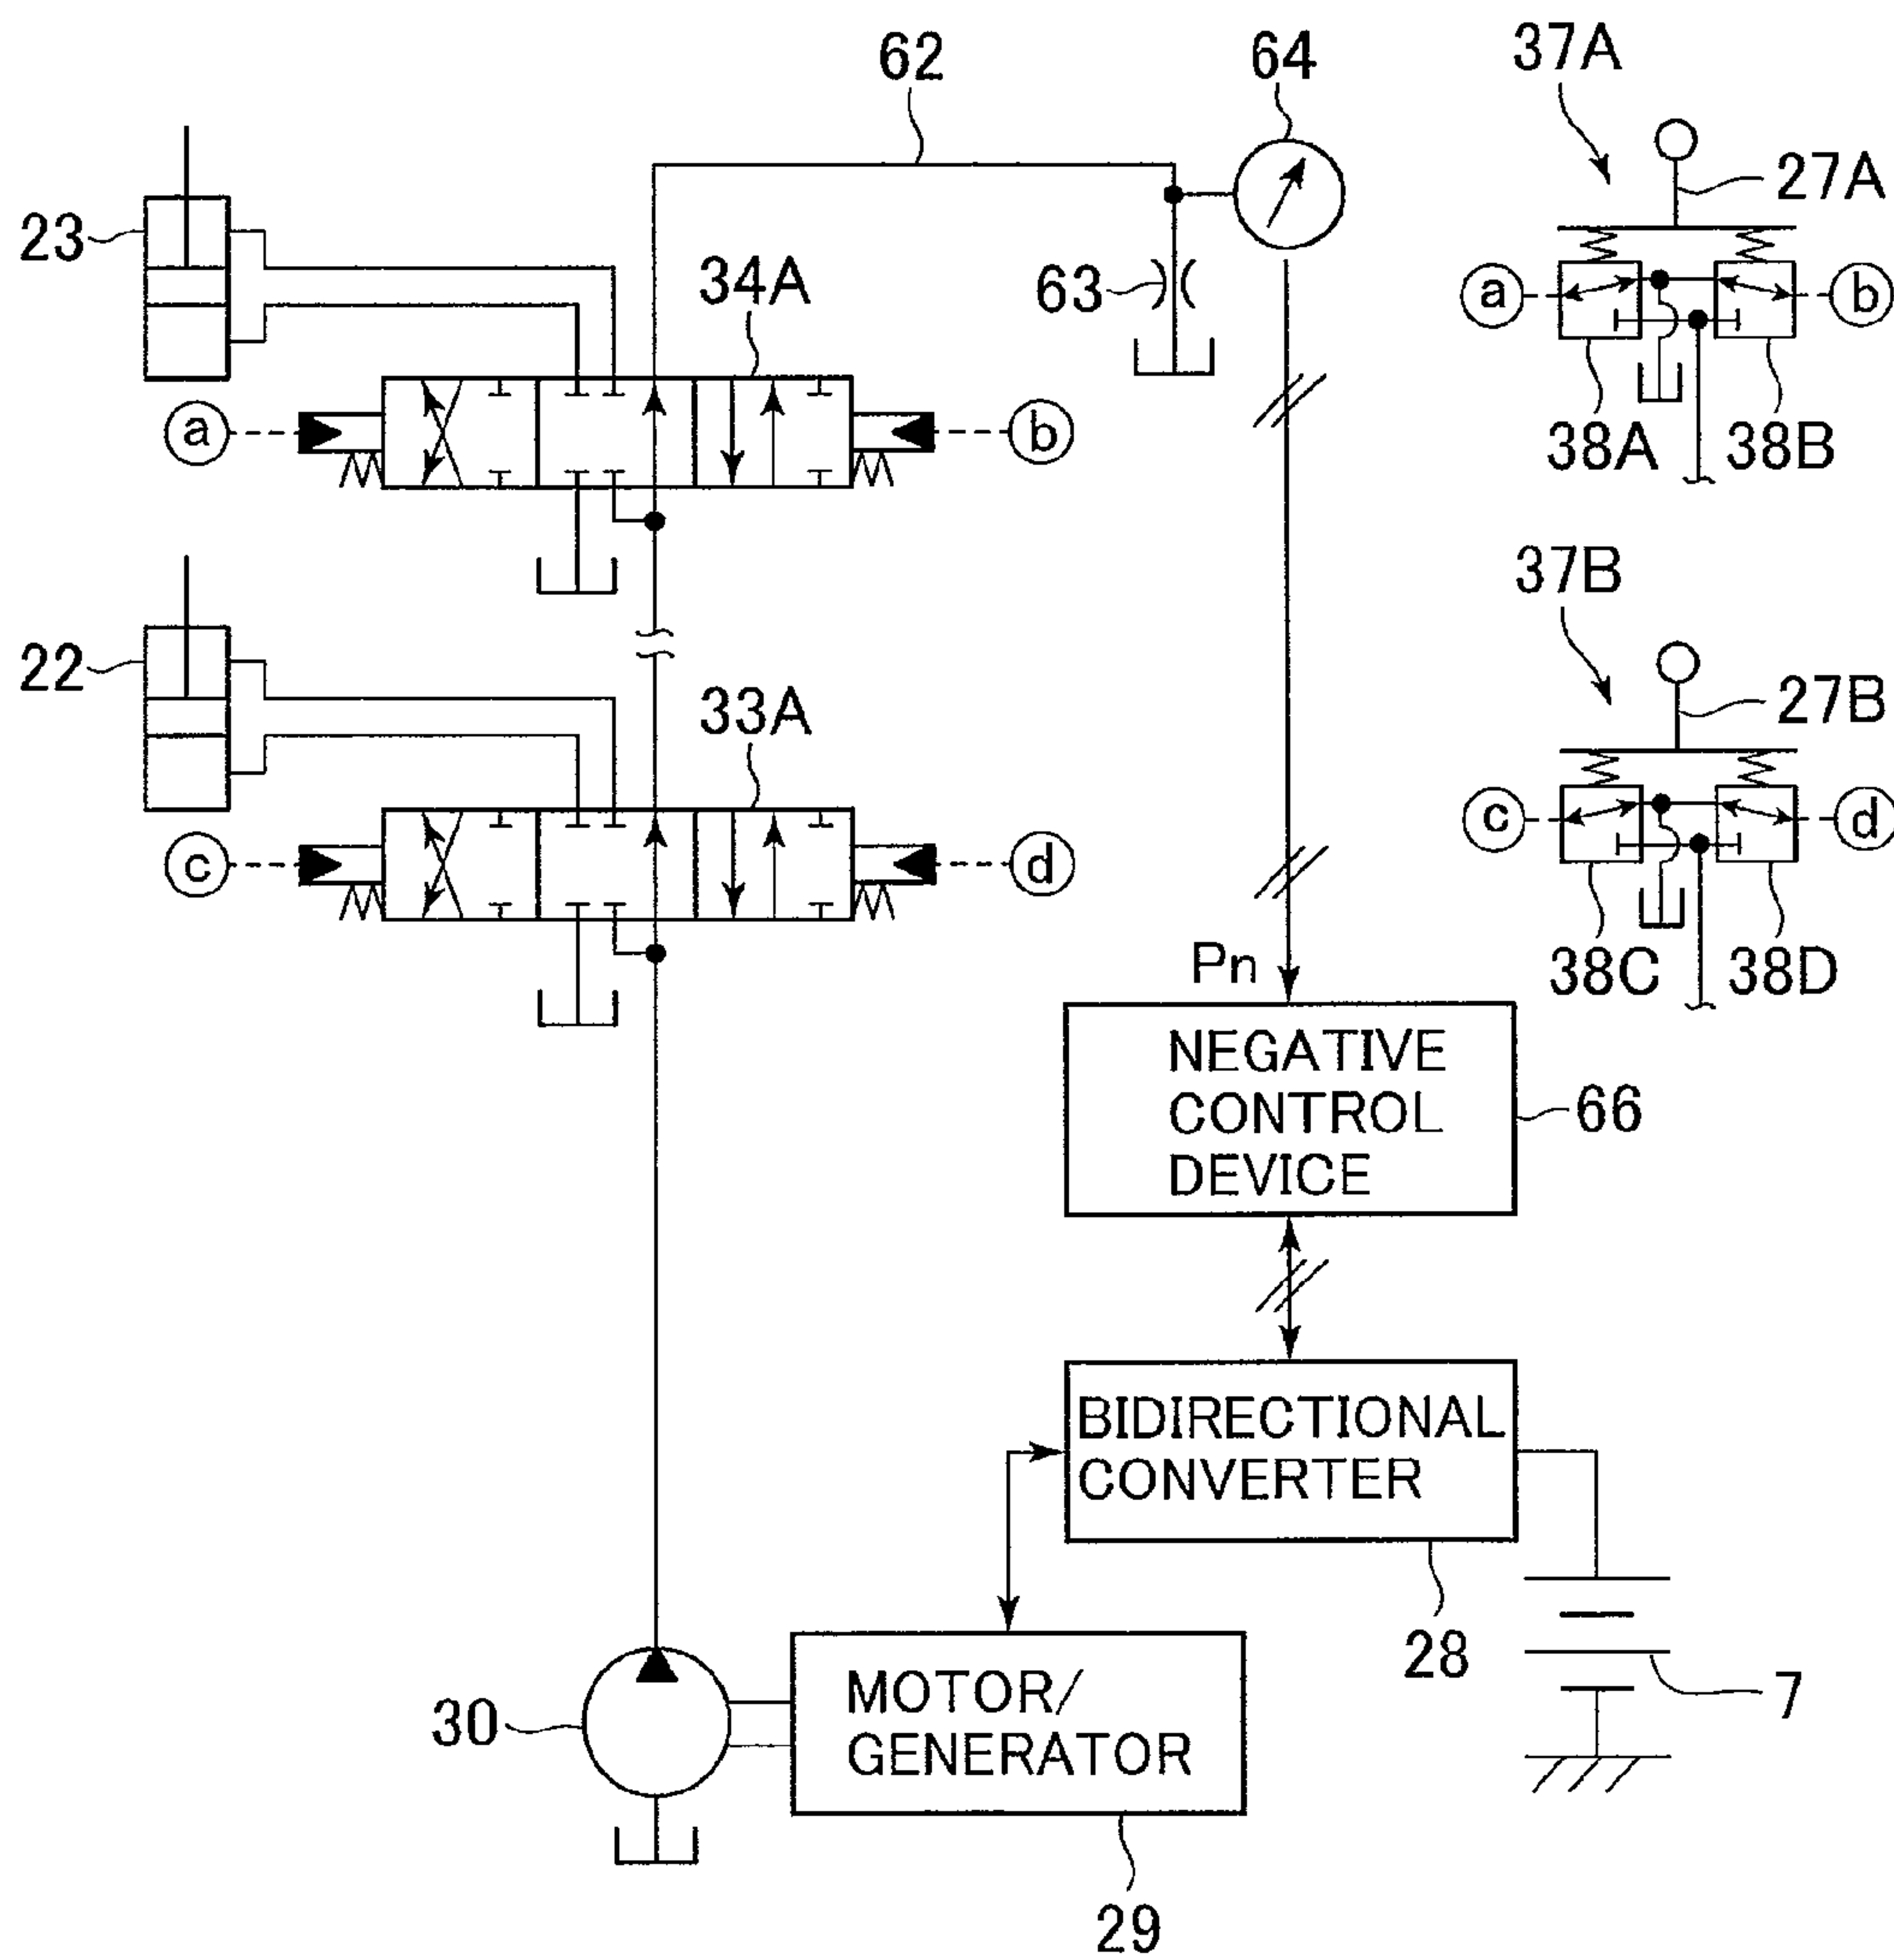 62
64
37A
27A
23
34A
63
a
b
a
b
38A
38B
37B
22
33A
27B
c
d
c
d
Pn
38C
38D
NEGATIVE
CONTROL
DEVICE
66
BIDIRECTIONAL
CONVERTER
28
7
30
MOTOR/
GENERATOR
29